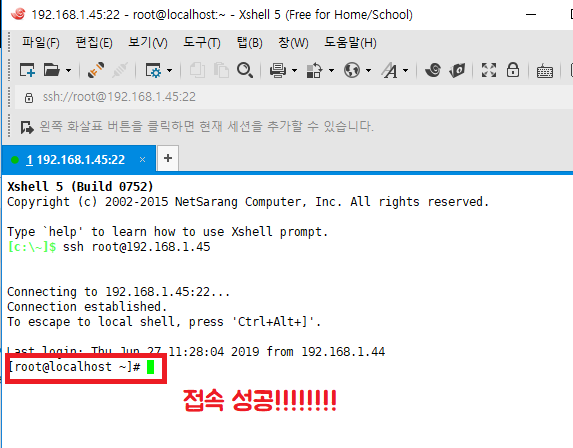 192.168.1.45:22 - root@localhost:~ - Xshell 5 (Free for Home/School)
파일(F) 편집(E) 보기(V) 도구(T) 탭(B) 창(W) 도움말(H)
ssh://root@192.168.1.45:22
왼쪽 화살표 버튼을 클릭하면 현재 세션을 추가할 수 있습니다.
1 192.168.1.45:22 × +
Xshell 5 (Build 0752)
Copyright (c) 2002-2015 NetSarang Computer, Inc. All rights reserved.
Type `help' to learn how to use Xshell prompt.
[c:\~]$ ssh root@192.168.1.45
Connecting to 192.168.1.45:22...
Connection established.
To escape to local shell, press 'Ctrl+Alt+]'.
Last login: Thu Jun 27 11:28:04 2019 from 192.168.1.44
[root@localhost ~]#
접속 성공!!!!!!!!